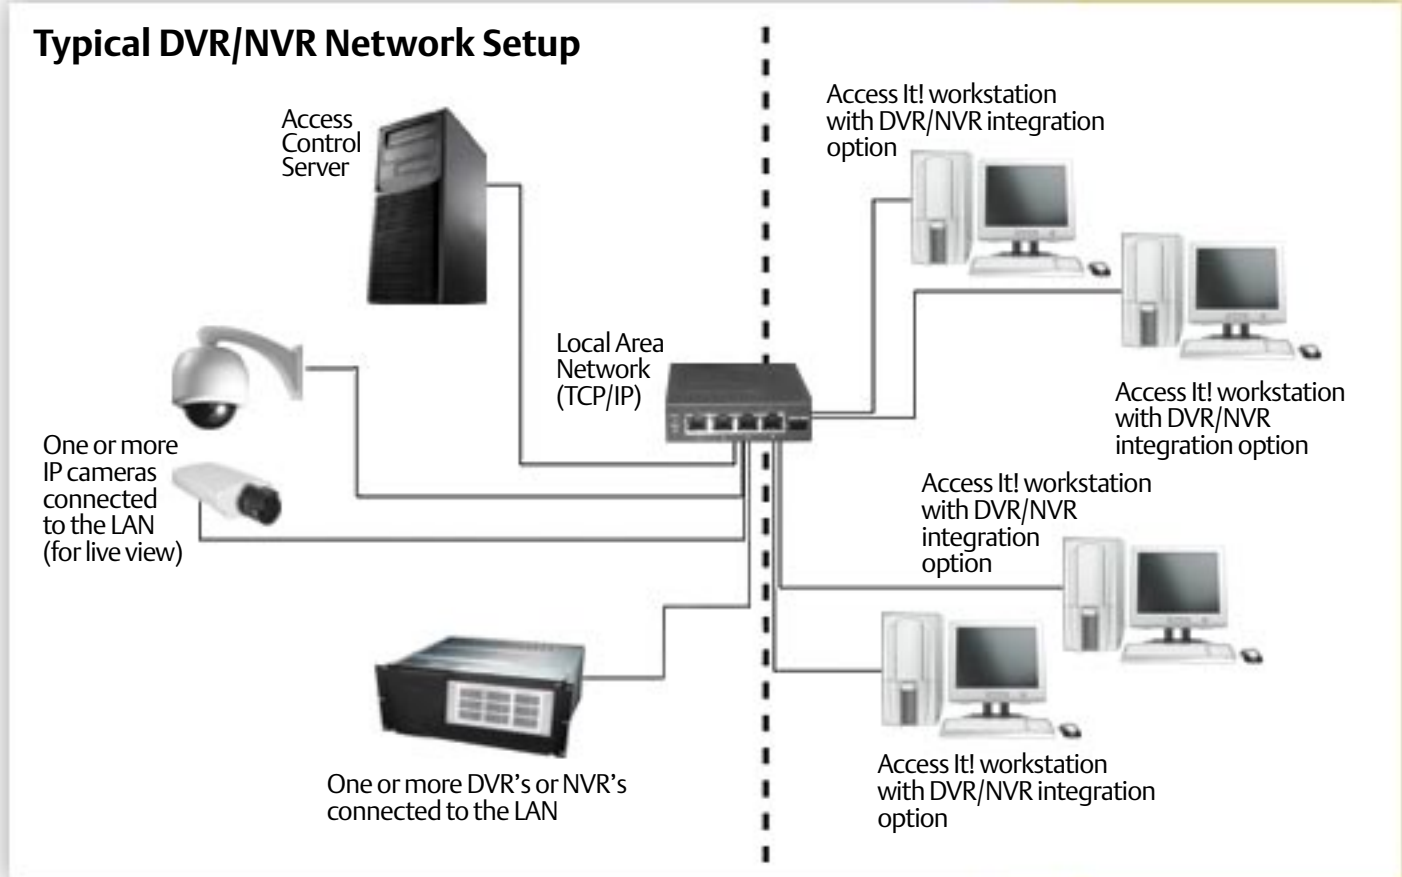 Typical DVR/NVR Network Setup
Access
Control
Server
Access It! workstation
with DVR/NVR integration
option
Local Area
Network
(TCP/IP)
Access It! workstation
with DVR/NVR
integration option
One or more
IP cameras
connected
to the LAN
(for live view)
Access It! workstation
with DVR/NVR
integration
option
One or more DVR's or NVR's
connected to the LAN
Access It! workstation
with DVR/NVR integration
option